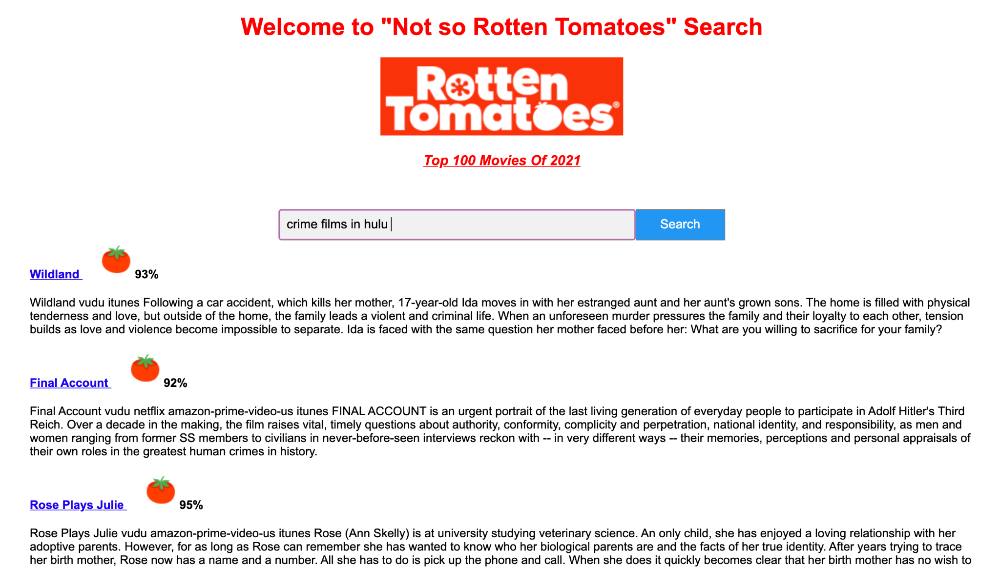 Welcome to "Not so Rotten Tomatoes" Search
Rotten
Tomatoes®
Top 100 Movies Of 2021
crime films in hulu
Search
Wildland
93%
Wildland vudu itunes Following a car accident, which kills her mother, 17-year-old Ida moves in with her estranged aunt and her aunt's grown sons. The home is filled with physical
tenderness and love, but outside of the home, the family leads a violent and criminal life. When an unforeseen murder pressures the family and their loyalty to each other, tension
builds as love and violence become impossible to separate. Ida is faced with the same question her mother faced before her: What are you willing to sacrifice for your family?
Final Account
92%
Final Account vudu netflix amazon-prime-video-us itunes FINAL ACCOUNT is an urgent portrait of the last living generation of everyday people to participate in Adolf Hitler's Third
Reich. Over a decade in the making, the film raises vital, timely questions about authority, conformity, complicity and perpetration, national identity, and responsibility, as men and
women ranging from former SS members to civilians in never-before-seen interviews reckon with -- in very different ways -- their memories, perceptions and personal appraisals of
their own roles in the greatest human crimes in history.
Rose Plays Julie
95%
Rose Plays Julie vudu amazon-prime-video-us itunes Rose (Ann Skelly) is at university studying veterinary science. An only child, she has enjoyed a loving relationship with her
adoptive parents. However, for as long as Rose can remember she has wanted to know who her biological parents are and the facts of her true identity. After years trying to trace
her birth mother, Rose now has a name and a number. All she has to do is pick up the phone and call. When she does it quickly becomes clear that her birth mother has no wish to